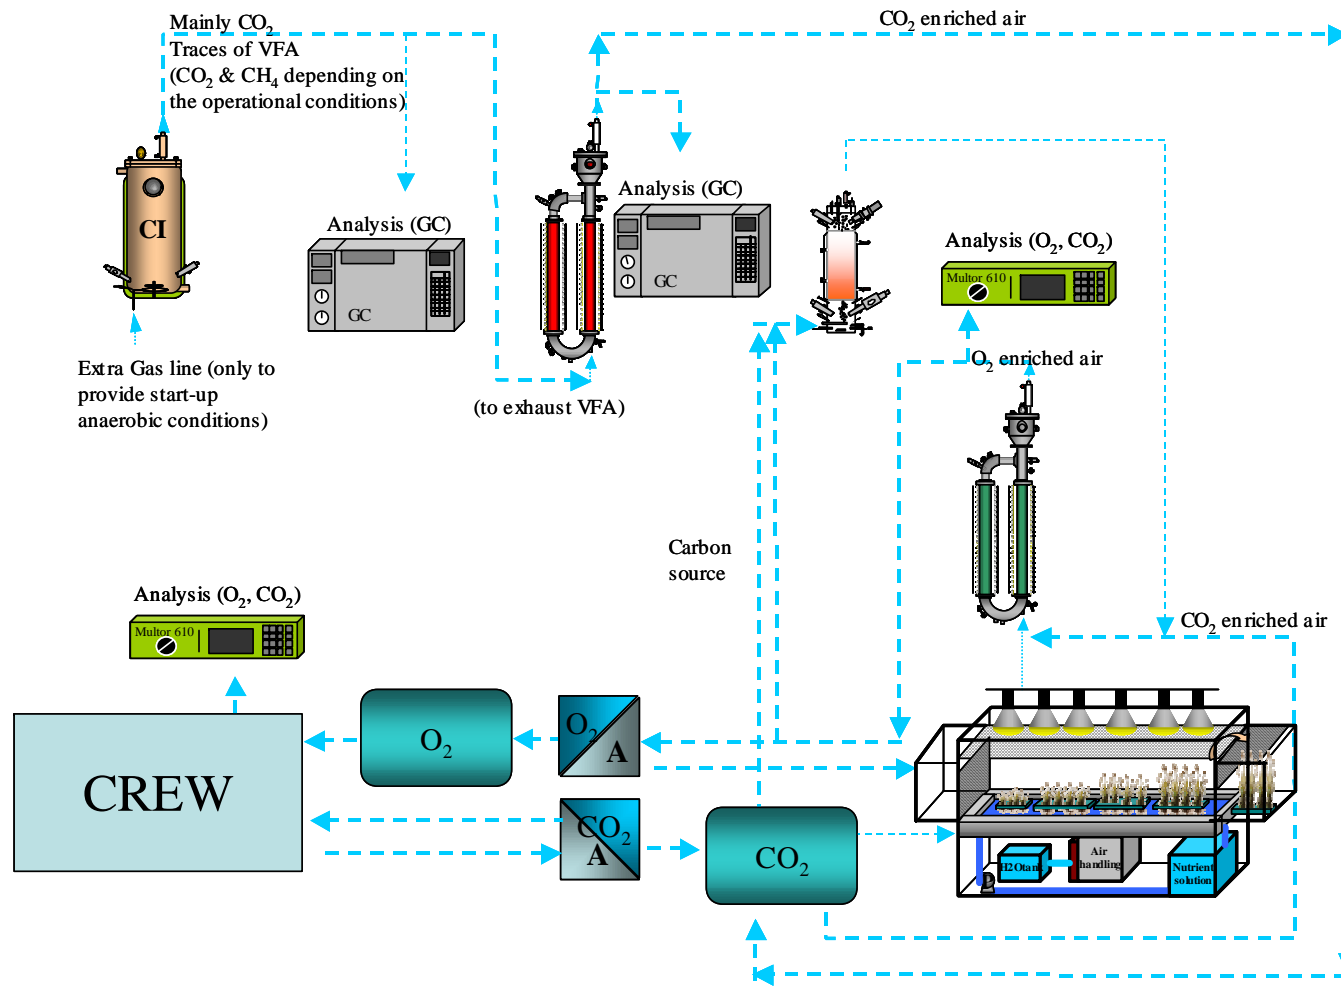 Mainly CO2
Traces of VFA
(CO2 & CH4 depending on
the operational conditions)
CO2 enriched air
CI
Analysis (GC)
GC
Analysis (GC)
GC
Analysis (O2, CO2)
Multor 610
O2 enriched air
Extra Gas line (only to
provide start-up
anaerobic conditions)
(to exhaust VFA)
Carbon
source
Analysis (O2, CO2)
Multor 610
CO2 enriched air
CREW
O2
O2
A
CO2
A
CO2
H2Otank
Air
handling
Nutrient
solution
P